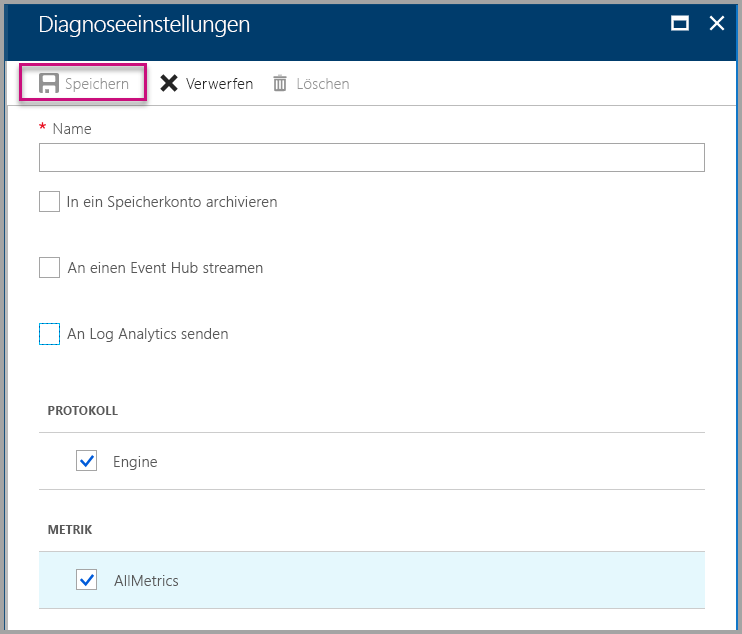 Diagnoseeinstellungen
Speichern Verwerfen Löschen
* Name
In ein Speicherkonto archivieren
An einen Event Hub streamen
An Log Analytics senden
PROTOKOLL
Engine
METRIK
AllMetrics